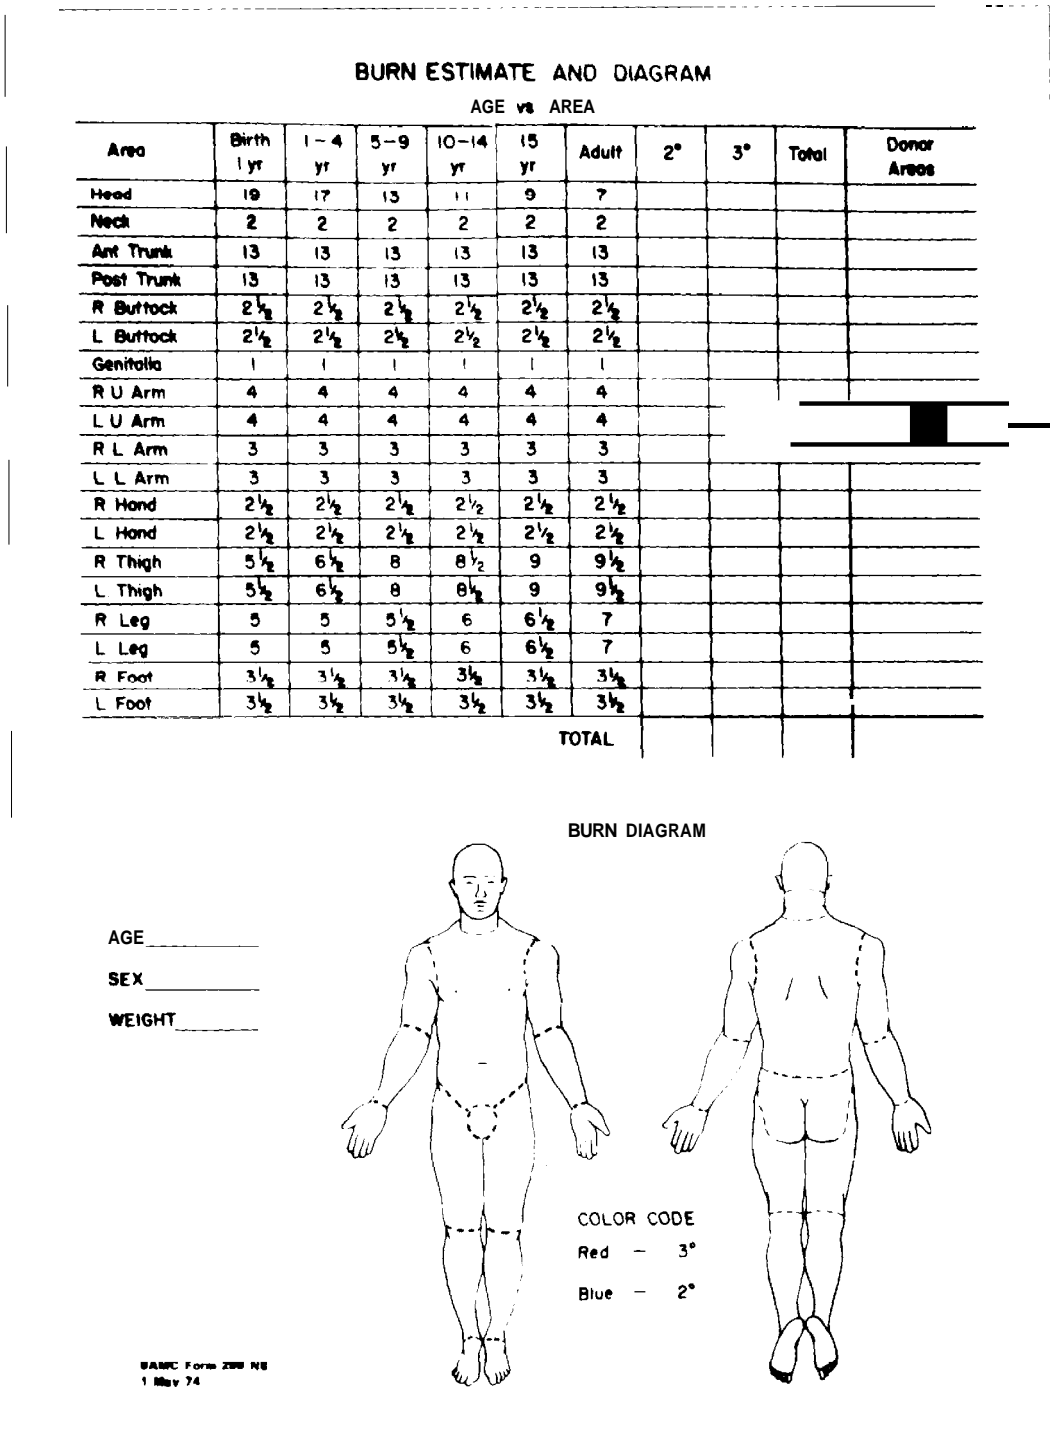 BURN ESTIMATE AND DIAGRAM
AGE vs AREA
Area Birth 1 yr 1-4 yr 5-9 yr 10-14 yr 15 yr Adult 2° 3° Total Donor Areas
Head 19 17 13 11 9 7
Neck 2 2 2 2 2 2
Ant Trunk 13 13 13 13 13 13
Post Trunk 13 13 13 13 13 13
R Buttock 2½ 2½ 2½ 2½ 2½ 2½
L Buttock 2½ 2½ 2½ 2½ 2½ 2½
Genitalia 1 1 1 1 1 1
R U Arm 4 4 4 4 4 4
L U Arm 4 4 4 4 4 4
R L Arm 3 3 3 3 3 3
L L Arm 3 3 3 3 3 3
R Hand 2½ 2½ 2½ 2½ 2½ 2½
L Hand 2½ 2½ 2½ 2½ 2½ 2½
R Thigh 5½ 6½ 8 8½ 9 9½
L Thigh 5½ 6½ 8 8½ 9 9½
R Leg 5 5 5½ 6 6½ 7
L Leg 5 5 5½ 6 6½ 7
R Foot 3½ 3½ 3½ 3½ 3½ 3½
L Foot 3½ 3½ 3½ 3½ 3½ 3½
TOTAL
BURN DIAGRAM
AGE
SEX
WEIGHT
COLOR CODE
Red - 3°
Blue - 2°
Form
1 74